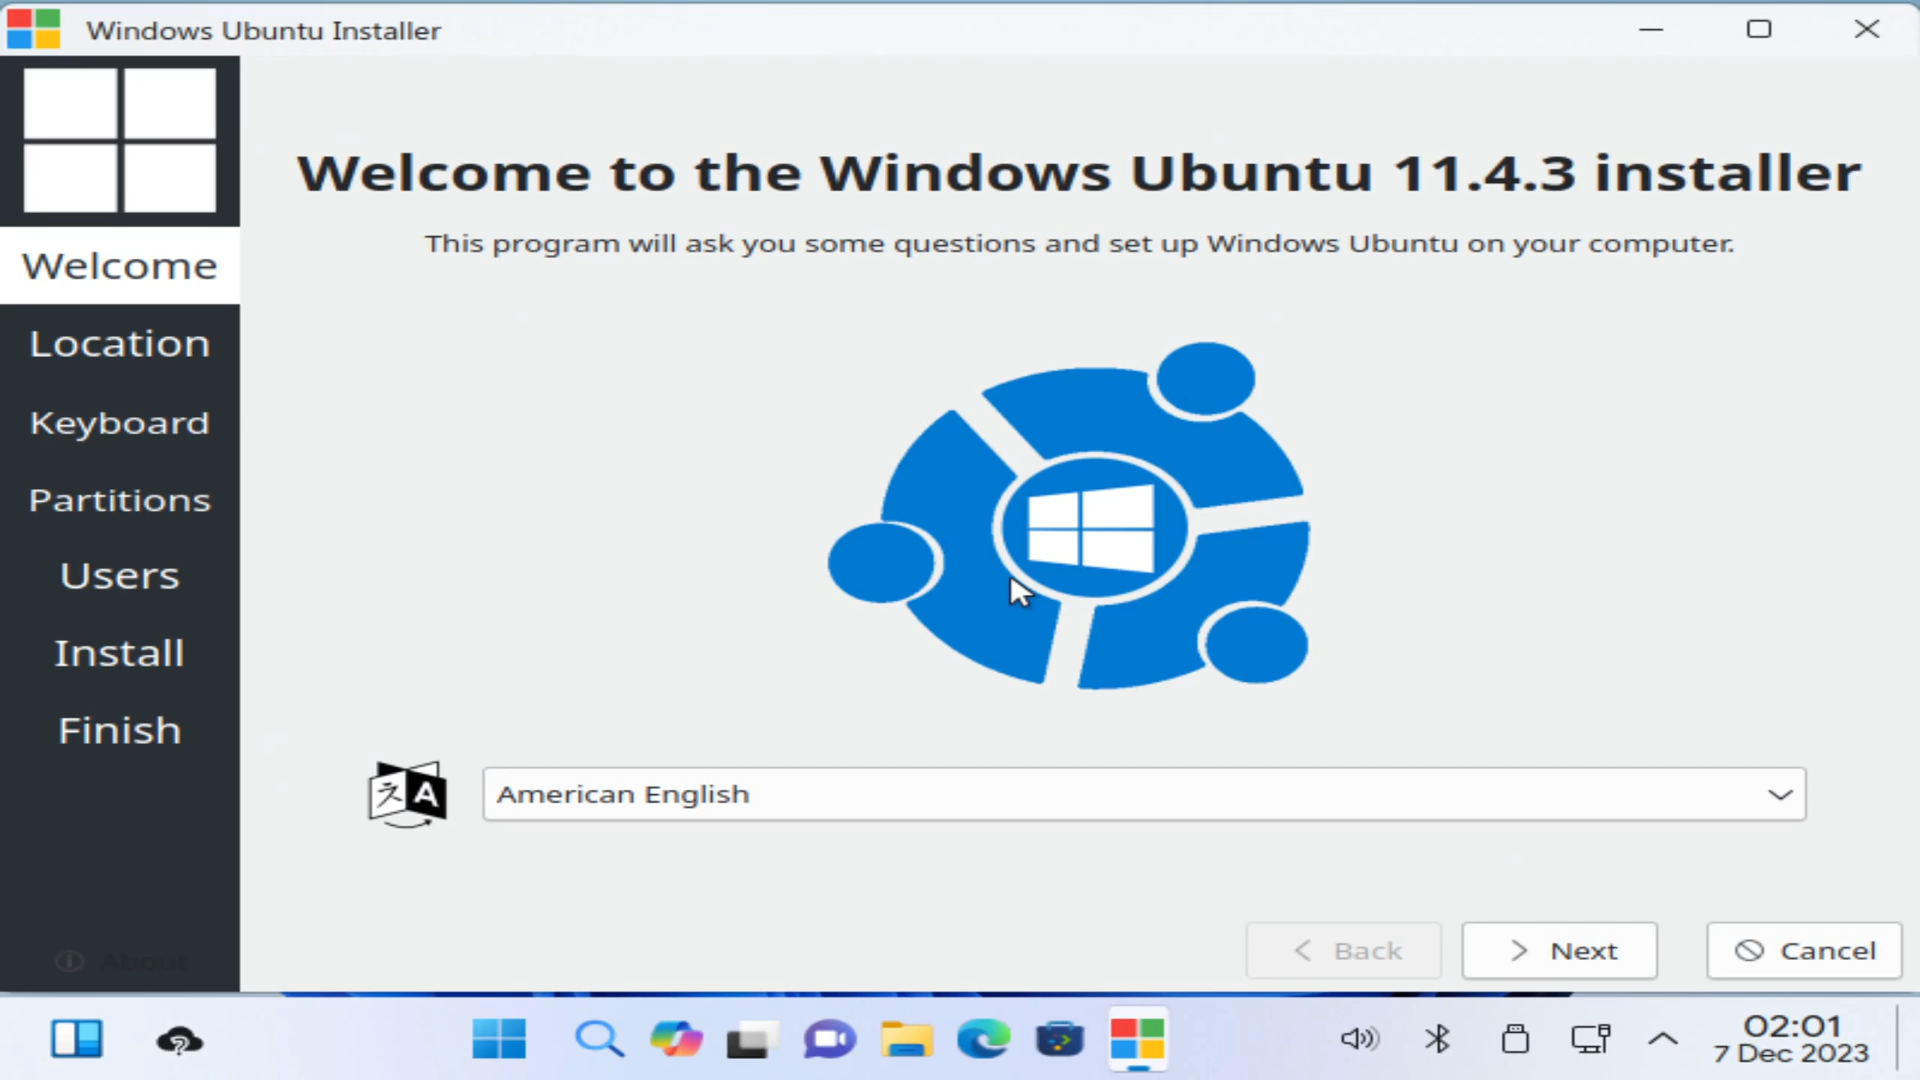 Windows Ubuntu Installer
Welcome
Location
Keyboard
Partitions
Users
Install
Finish
About
Welcome to the Windows Ubuntu 11.4.3 installer
This program will ask you some questions and set up Windows Ubuntu on your computer.
American English
Back
Next
Cancel
02:01
7 Dec 2023